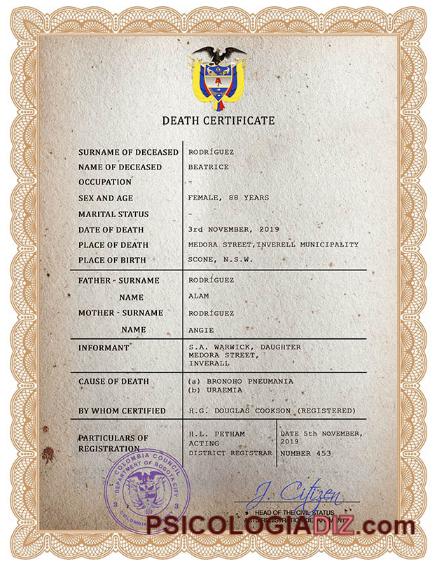 DEATH CERTIFICATE
SURNAME OF DECEASED RODRÍGUEZ
NAME OF DECEASED BEATRICE
OCCUPATION -
SEX AND AGE FEMALE, 88 YEARS
MARITAL STATUS -
DATE OF DEATH 3rd NOVEMBER, 2019
PLACE OF DEATH MEDORA STREET,INVERELL MUNICIPALITY
PLACE OF BIRTH SCONE, N.S.W.
FATHER - SURNAME RODRÍGUEZ
NAME ALAM
MOTHER - SURNAME RODRÍGUEZ
NAME ANGIE
INFORMANT S.A. WARWICK, DAUGHTER
MEDORA STREET,
INVERALL
CAUSE OF DEATH (a) BRONOHO PNEUMANIA
(b) URAEMIA
BY WHOM CERTIFIED H.G. DOUGLAS COOKSON (REGISTERED)
PARTICULARS OF REGISTRATION
H.L. PETHAM
ACTING
DISTRICT REGISTRAR
DATE 5th NOVEMBER,
2019
NUMBER 453
COLOMBIA COUNCIL
DEPARTMENT OF BOGOTA CITY
J. Citizen
HEAD OF THE CIVIL STATUS
PSICOLOGIADIZ.com